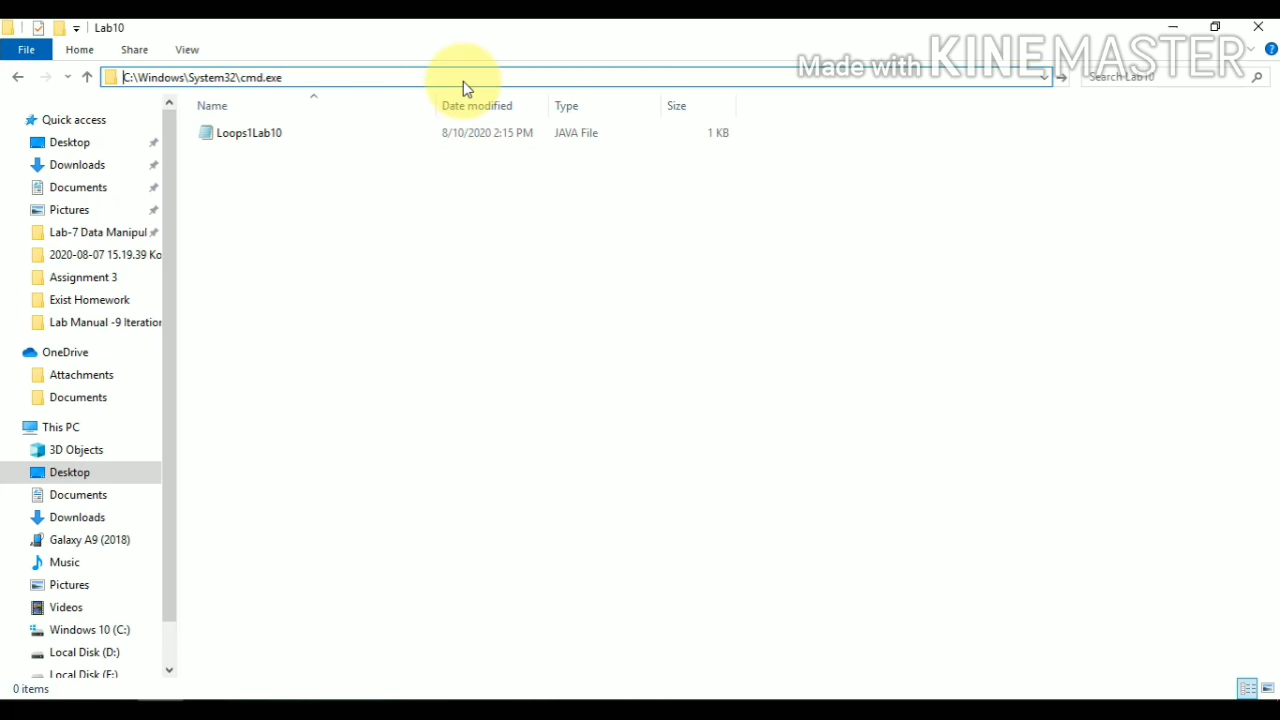 Lab10
File Home Share View
Made with KINEMASTER
C:\Windows\System32\cmd.exe
Search Lab10
Name Date modified Type Size
Loops1Lab10 8/10/2020 2:15 PM JAVA File 1 KB
Quick access
Desktop
Downloads
Documents
Pictures
Lab-7 Data Manipul
2020-08-07 15.19.39 Ko
Assignment 3
Exist Homework
Lab Manual -9 Iteration
OneDrive
Attachments
Documents
This PC
3D Objects
Desktop
Documents
Downloads
Galaxy A9 (2018)
Music
Pictures
Videos
Windows 10 (C:)
Local Disk (D:)
Local Disk (E:)
0 items